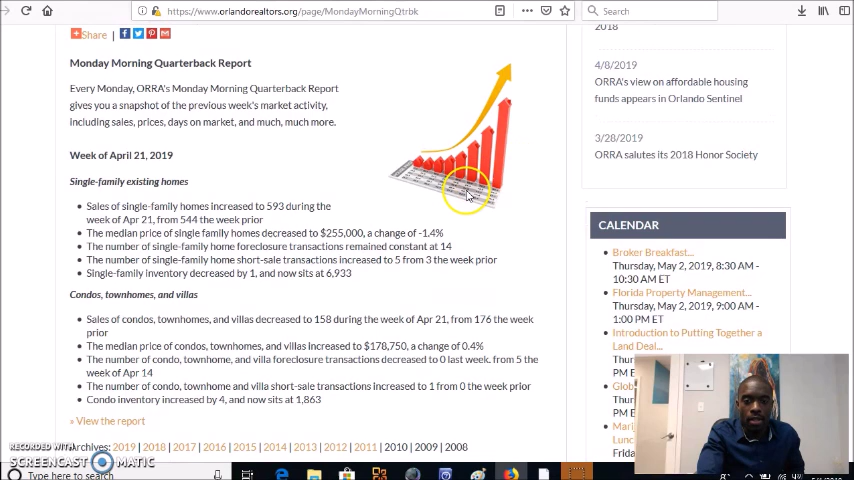 https://www.orlandorealtors.org/page/MondayMorningQtrbk
Search
Share
Monday Morning Quarterback Report
Every Monday, ORRA's Monday Morning Quarterback Report
gives you a snapshot of the previous week's market activity,
including sales, prices, days on market, and much, much more.
Week of April 21, 2019
Single-family existing homes
Sales of single-family homes increased to 593 during the
week of Apr 21, from 544 the week prior
The median price of single family homes decreased to $255,000, a change of -1.4%
The number of single-family home foreclosure transactions remained constant at 14
The number of single-family home short-sale transactions increased to 5 from 3 the week prior
Single-family inventory decreased by 1, and now sits at 6,933
Condos, townhomes, and villas
Sales of condos, townhomes, and villas decreased to 158 during the week of Apr 21, from 176 the week
prior
The median price of condos, townhomes, and villas increased to $178,750, a change of 0.4%
The number of condo, townhome, and villa foreclosure transactions decreased to 0 last week. from 5 the
week of Apr 14
The number of condo, townhome and villa short-sale transactions increased to 1 from 0 the week prior
Condo inventory increased by 4, and now sits at 1,863
» View the report
Archives: 2019 | 2018 | 2017 | 2016 | 2015 | 2014 | 2013 | 2012 | 2011 | 2010 | 2009 | 2008
2018
4/8/2019
ORRA's view on affordable housing
funds appears in Orlando Sentinel
3/28/2019
ORRA salutes its 2018 Honor Society
CALENDAR
Broker Breakfast...
Thursday, May 2, 2019, 8:30 AM -
10:30 AM ET
Florida Property Management...
Thursday, May 2, 2019, 9:00 AM -
1:00 PM ET
Introduction to Putting Together a
Land Deal...
PM E
PM E
Frida
RECORDED WITH
SCREENCAST MATIC
Type here to search